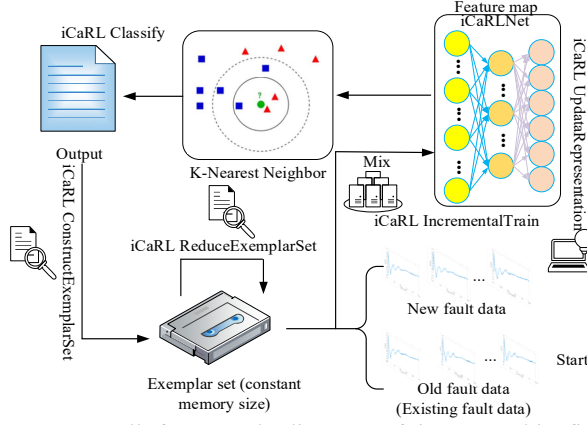 iCaRL Classify
Feature map
iCaRLNet
iCaRL UpdataRepresentation
?
Output
K-Nearest Neighbor
Mix
iCaRL IncrementalTrain
iCaRL ConstructExemplarSet
iCaRL ReduceExemplarSet
...
New fault data
...
Start
Exemplar set (constant
memory size)
Old fault data
(Existing fault data)